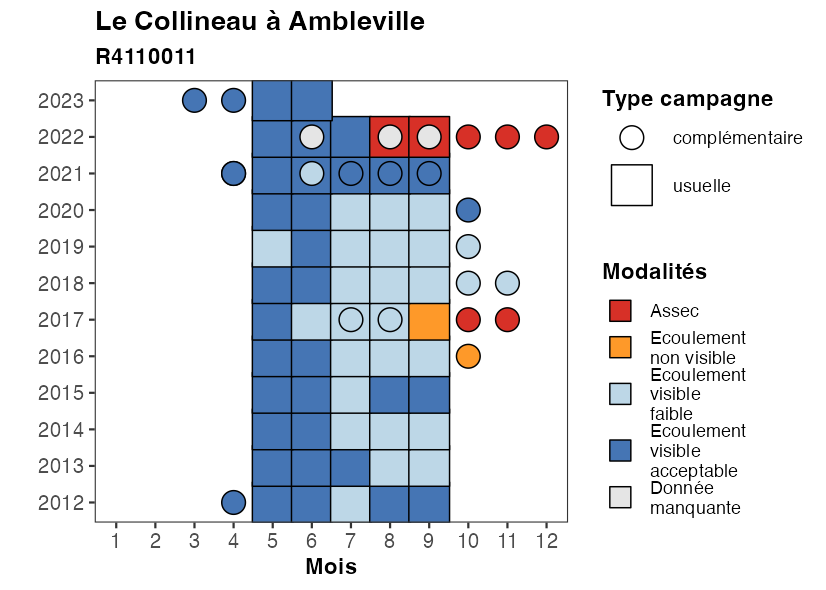 Le Collineau à Ambleville
R4110011
2023
2022
2021
2020
2019
2018
2017
2016
2015
2014
2013
2012
1 2 3 4 5 6 7 8 9 10 11 12
Mois
Type campagne
complémentaire
usuelle
Modalités
Assec
Ecoulement
non visible
Ecoulement
visible
faible
Ecoulement
visible
acceptable
Donnée
manquante